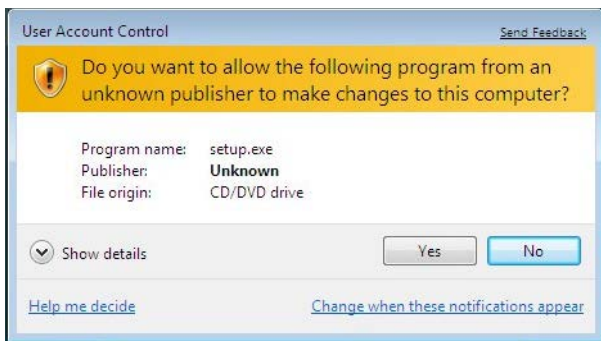 User Account Control
Send Feedback
Do you want to allow the following program from an
unknown publisher to make changes to this computer?
Program name: setup.exe
Publisher: Unknown
File origin: CD/DVD drive
Show details
Yes
No
Help me decide
Change when these notifications appear